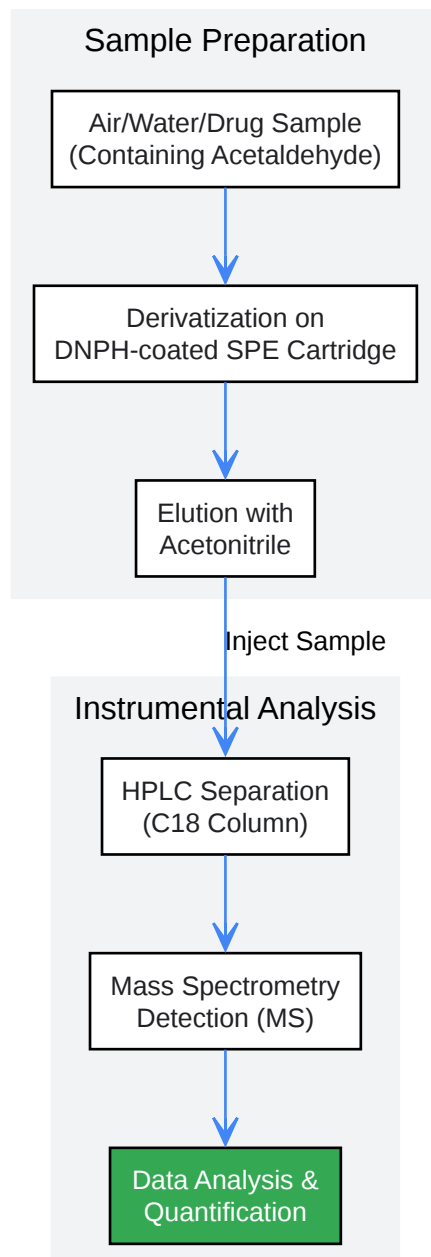 Sample Preparation
Air/Water/Drug Sample
(Containing Acetaldehyde)
Derivatization on
DNPH-coated SPE Cartridge
Elution with
Acetonitrile
Inject Sample
Instrumental Analysis
HPLC Separation
(C18 Column)
Mass Spectrometry
Detection (MS)
Data Analysis &
Quantification